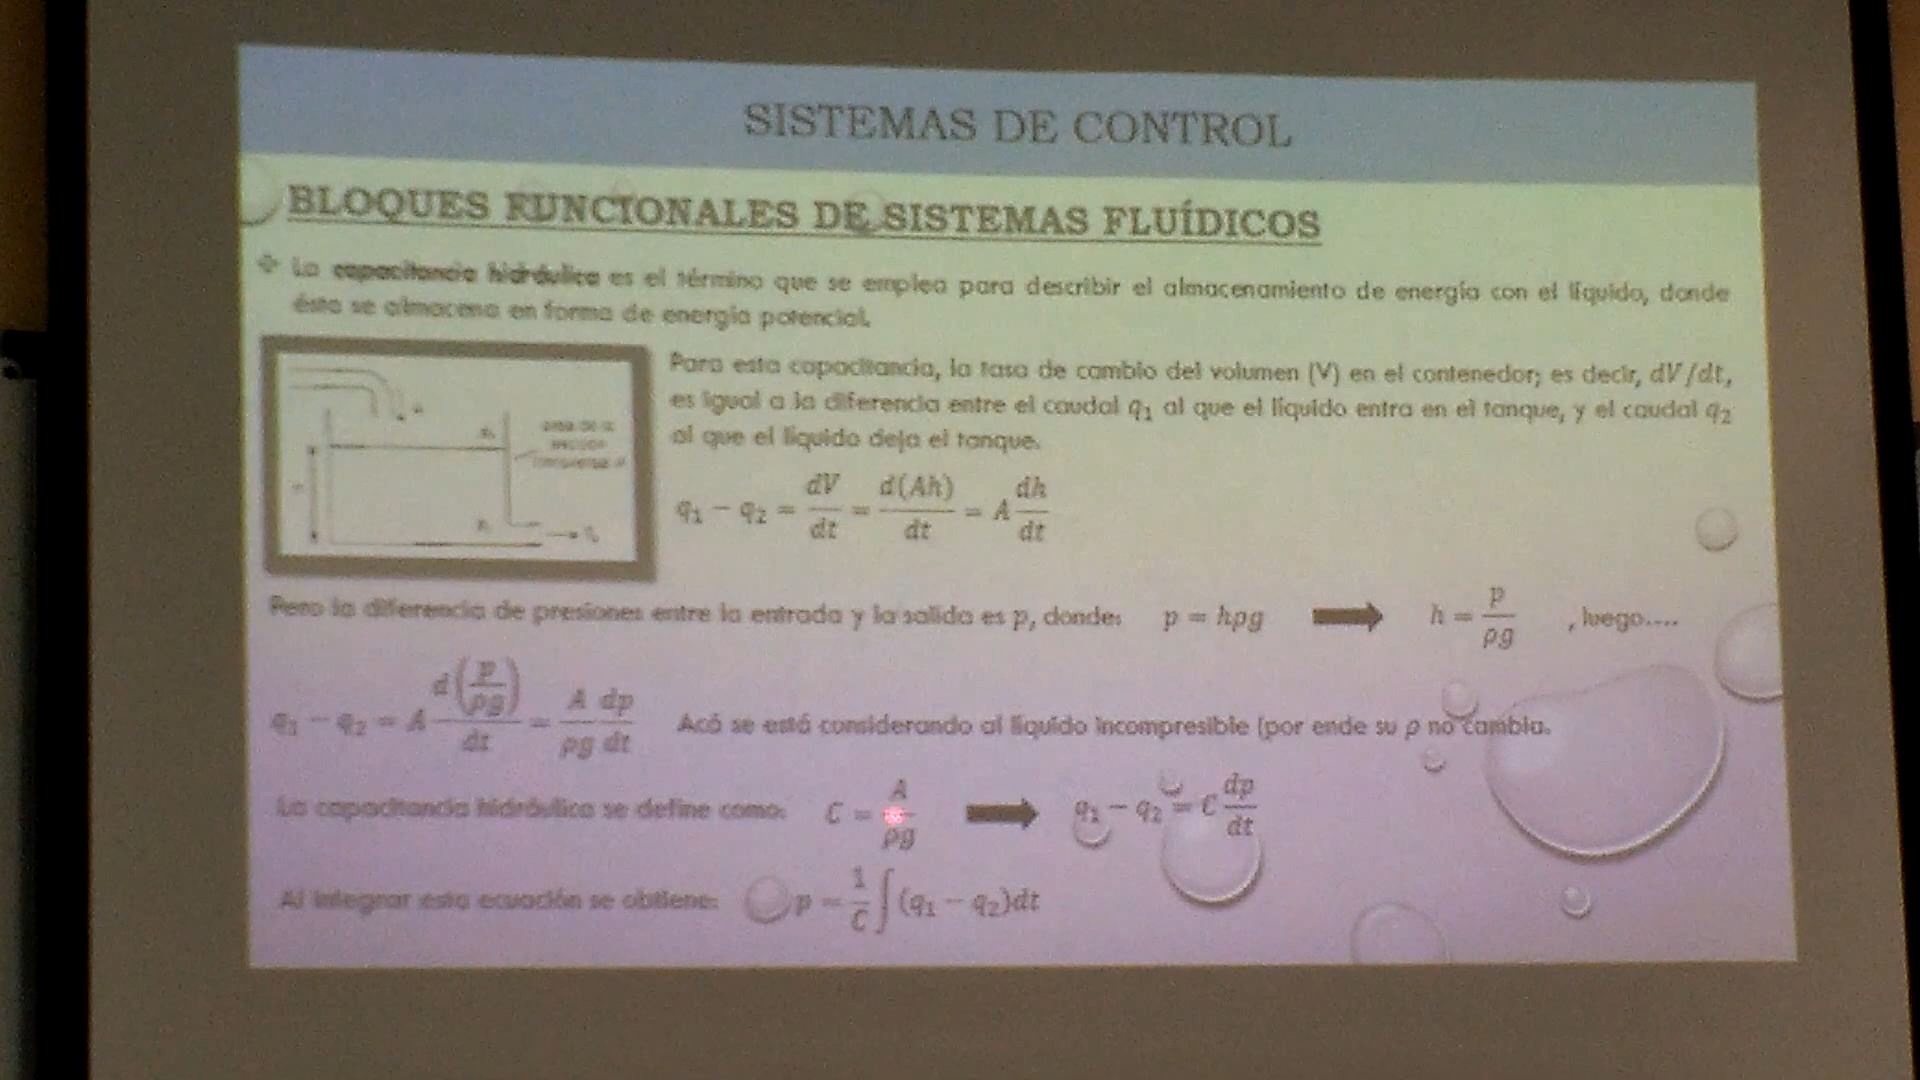 SISTEMAS DE CONTROL
BLOQUES FUNCIONALES DE SISTEMAS FLUÍDICOS
La capacitancia hidráulica es el término que se emplea para describir el almacenamiento de energía con el líquido, donde
ésta se almacena en forma de energía potencial.
Para esta capacitancia, la tasa de cambio del volumen (V) en el contenedor; es decir, dV/dt,
es igual a la diferencia entre el caudal q₁ al que el líquido entra en el tanque, y el caudal q₂
al que el líquido deja el tanque.
q₁ − q₂ = dV/dt = d(Ah)/dt = A dh/dt
Pero la diferencia de presiones entre la entrada y la salida es p, donde: p = hρg h = p/ρg , luego....
q₁ − q₂ = A d(p/ρg)/dt = A/ρg dp/dt Acá se está considerando al líquido incompresible (por ende su ρ no cambia.
La capacitancia hidráulica se define como: C = A/ρg q₁ − q₂ = C dp/dt
Al integrar esta ecuación se obtiene: p = 1/C ∫(q₁ − q₂)dt